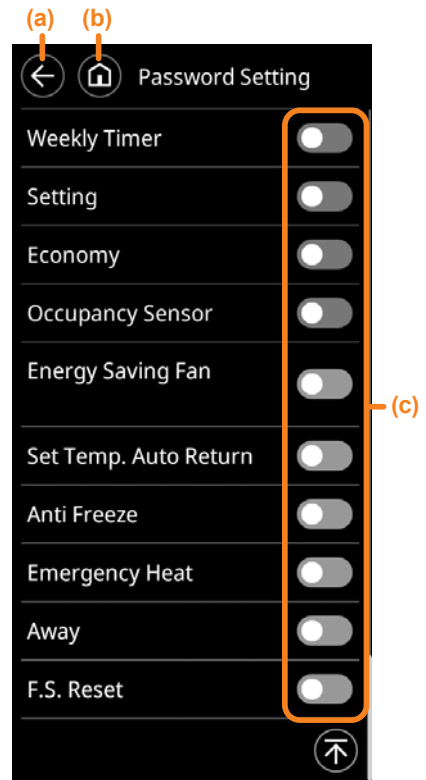 (a) (b)
Password Setting
Weekly Timer
Setting
Economy
Occupancy Sensor
Energy Saving Fan
(c)
Set Temp. Auto Return
Anti Freeze
Emergency Heat
Away
F.S. Reset